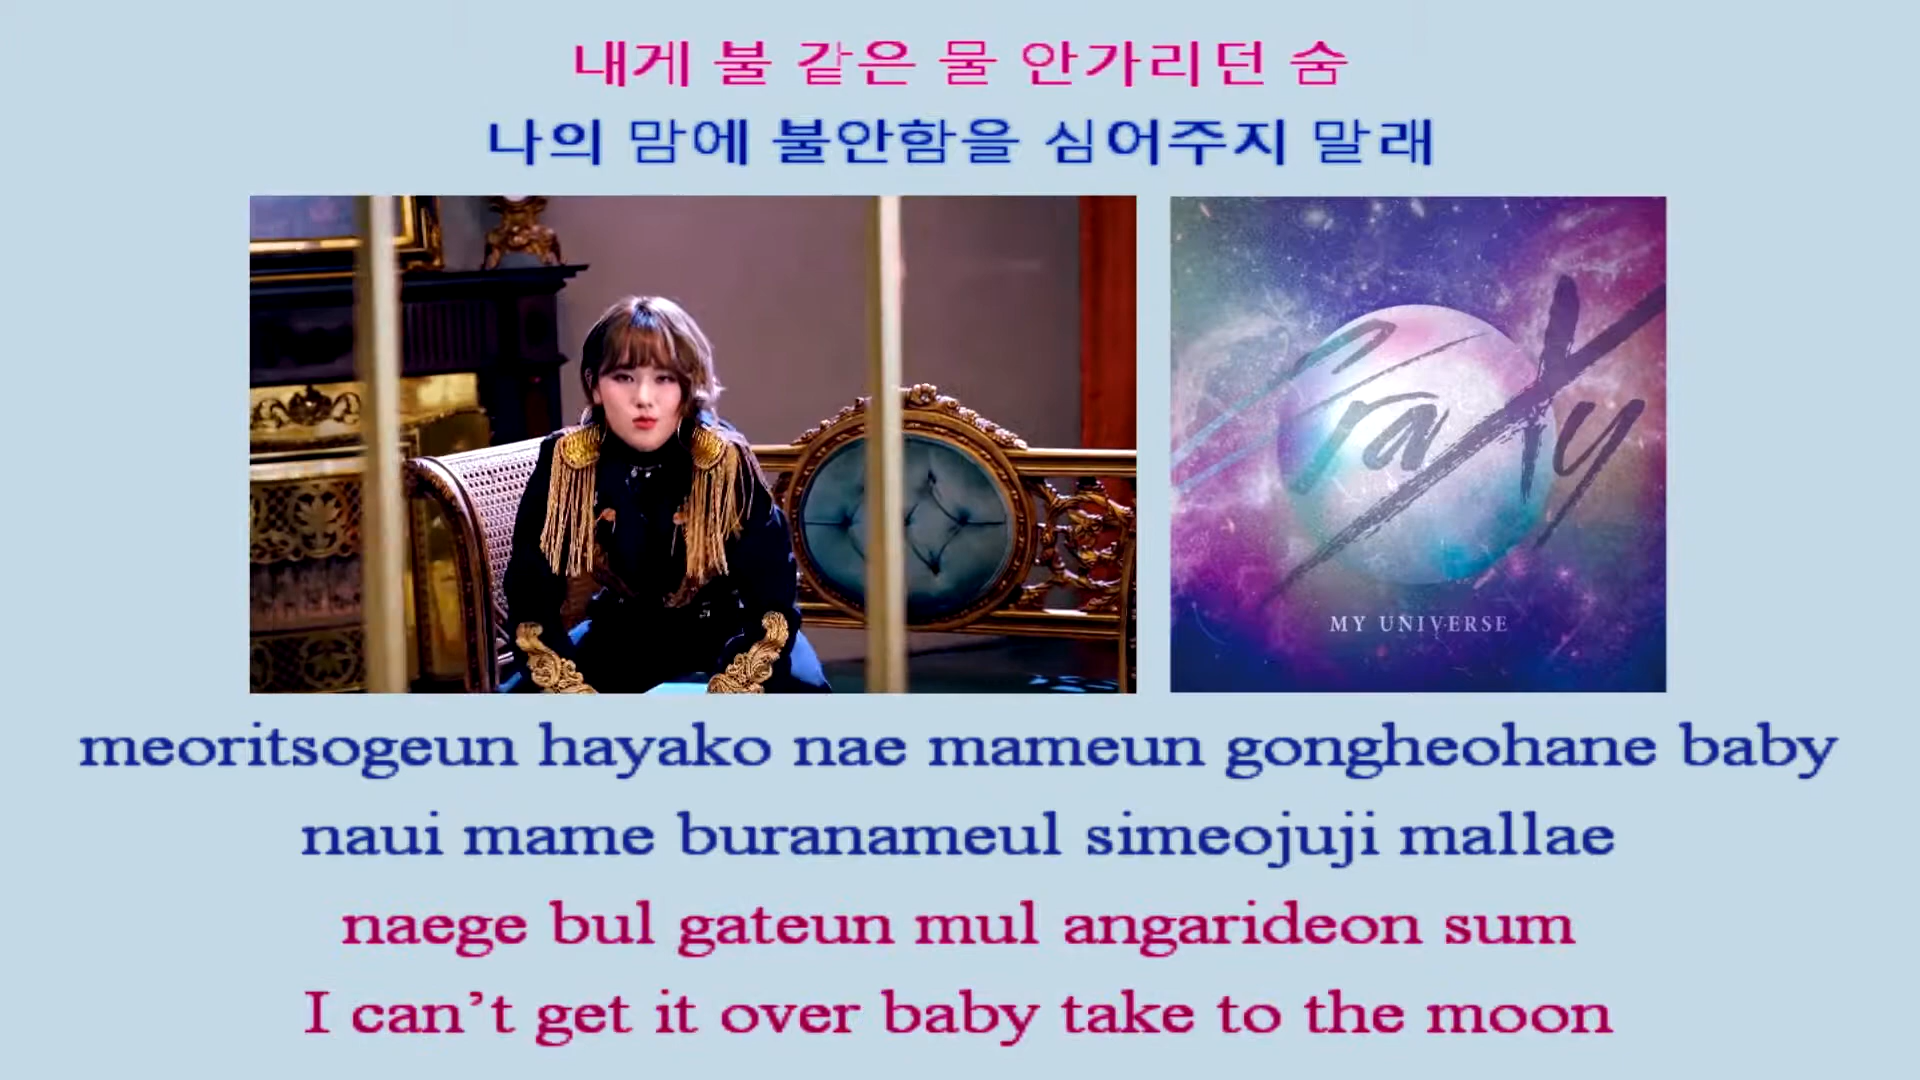 내게 불 같은 물 안가리던 숨
나의 맘에 불안함을 심어주지 말래
Craxy
MY UNIVERSE
meoritsogeun hayako nae mameun gongheohane baby
naui mame buranameul simeojuji mallae
naege bul gateun mul angarideon sum
I can’t get it over baby take to the moon